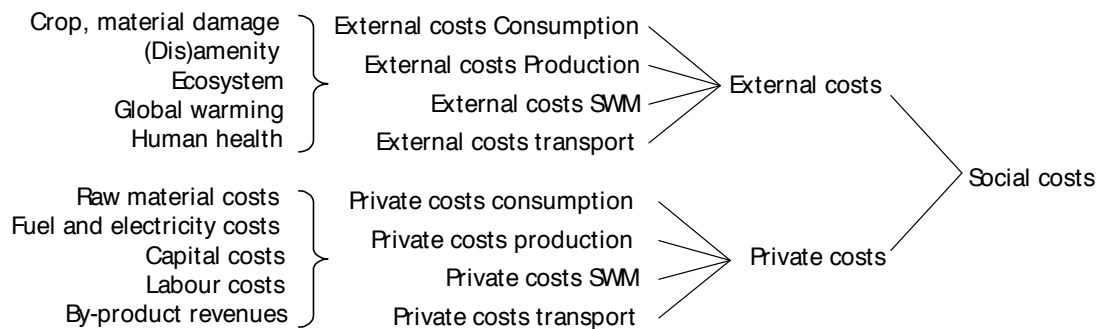 Crop, material damage
(Dis)amenity
Ecosystem
Global warming
Human health
External costs Consumption
External costs Production
External costs SWM
External costs transport
External costs
Social costs
Raw material costs
Fuel and electricity costs
Capital costs
Labour costs
By-product revenues
Private costs consumption
Private costs production
Private costs SWM
Private costs transport
Private costs